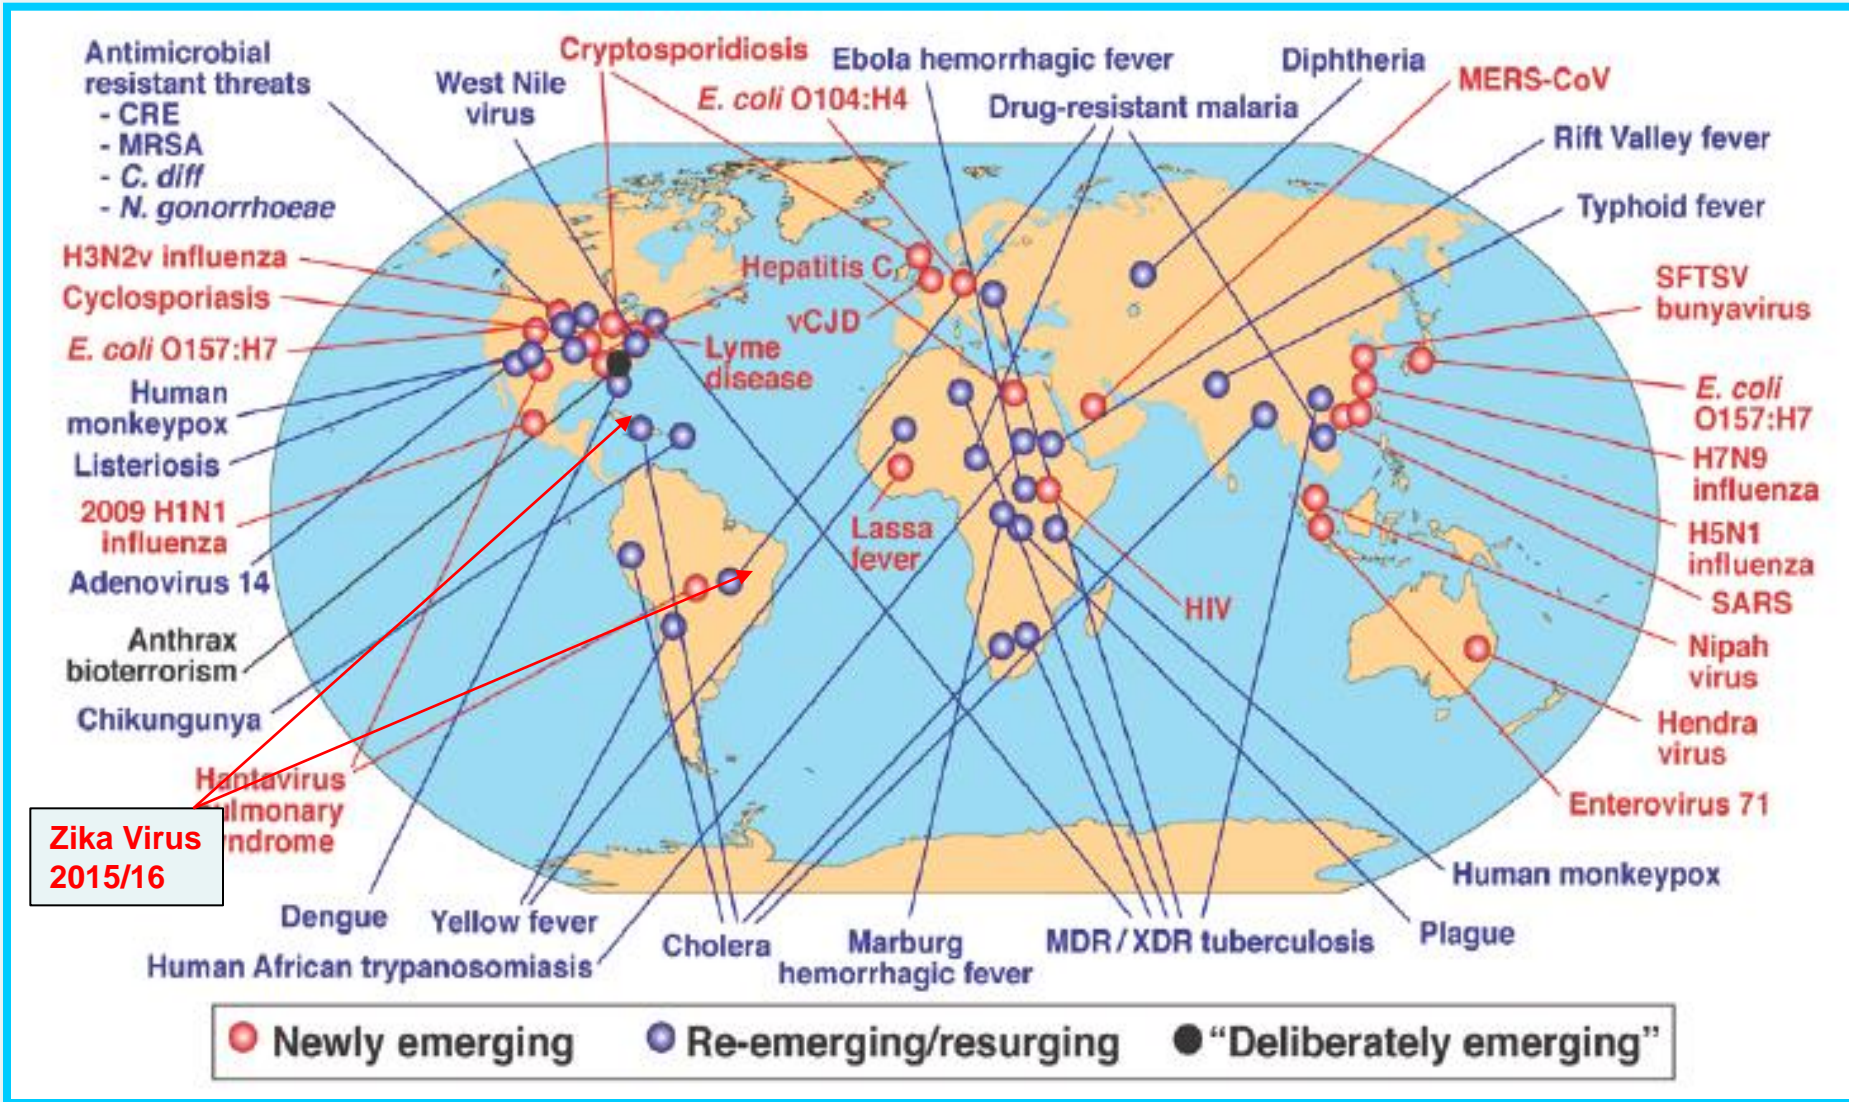 Antimicrobial
resistant threats
- CRE
- MRSA
- C. diff
- N. gonorrhoeae
West Nile
virus
Cryptosporidiosis
E. coli O104:H4
Ebola hemorrhagic fever
Drug-resistant malaria
Diphtheria
MERS-CoV
Rift Valley fever
Typhoid fever
H3N2v influenza
Cyclosporiasis
E. coli O157:H7
Human
monkeypox
Listeriosis
2009 H1N1
influenza
Adenovirus 14
Anthrax
bioterrorism
Chikungunya
Hantavirus
pulmonary
syndrome
Zika Virus
2015/16
Hepatitis C
vCJD
Lyme
disease
Lassa
fever
HIV
SFTSV
bunyavirus
E. coli
O157:H7
H7N9
influenza
H5N1
influenza
SARS
Nipah
virus
Hendra
virus
Enterovirus 71
Human monkeypox
Plague
Dengue
Yellow fever
Human African trypanosomiasis
Cholera
Marburg
hemorrhagic fever
MDR/XDR tuberculosis
Newly emerging
Re-emerging/resurging
“Deliberately emerging”